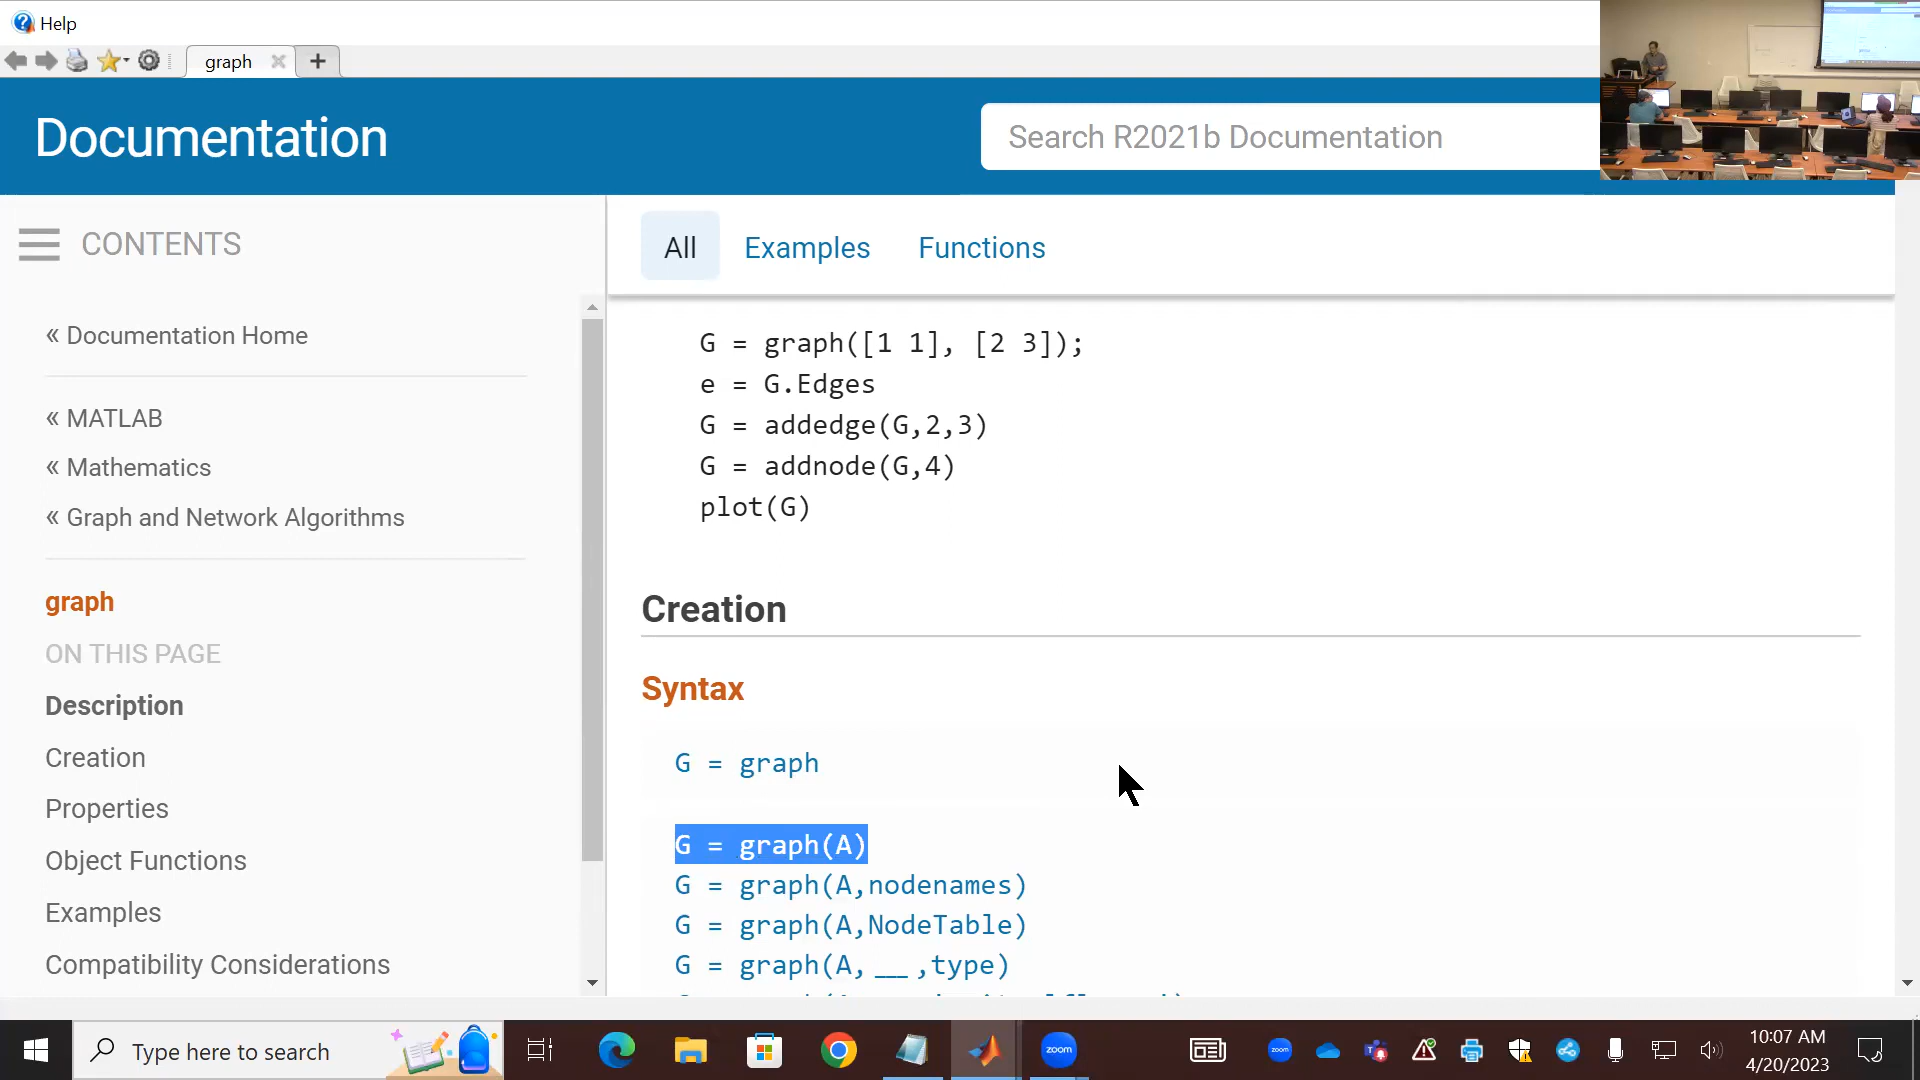 Help
graph
Documentation
Search R2021b Documentation
CONTENTS
All Examples Functions
« Documentation Home
« MATLAB
« Mathematics
« Graph and Network Algorithms
graph
ON THIS PAGE
Description
Creation
Properties
Object Functions
Examples
Compatibility Considerations
G = graph([1 1], [2 3]);
e = G.Edges
G = addedge(G,2,3)
G = addnode(G,4)
plot(G)
Creation
Syntax
G = graph
G = graph(A)
G = graph(A,nodenames)
G = graph(A,NodeTable)
G = graph(A,___,type)
Type here to search
zoom
zoom
10:07 AM
4/20/2023